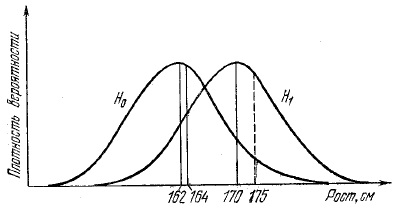 Плотность вероятности
H₀
H₁
162 164 170 175 Рост, см